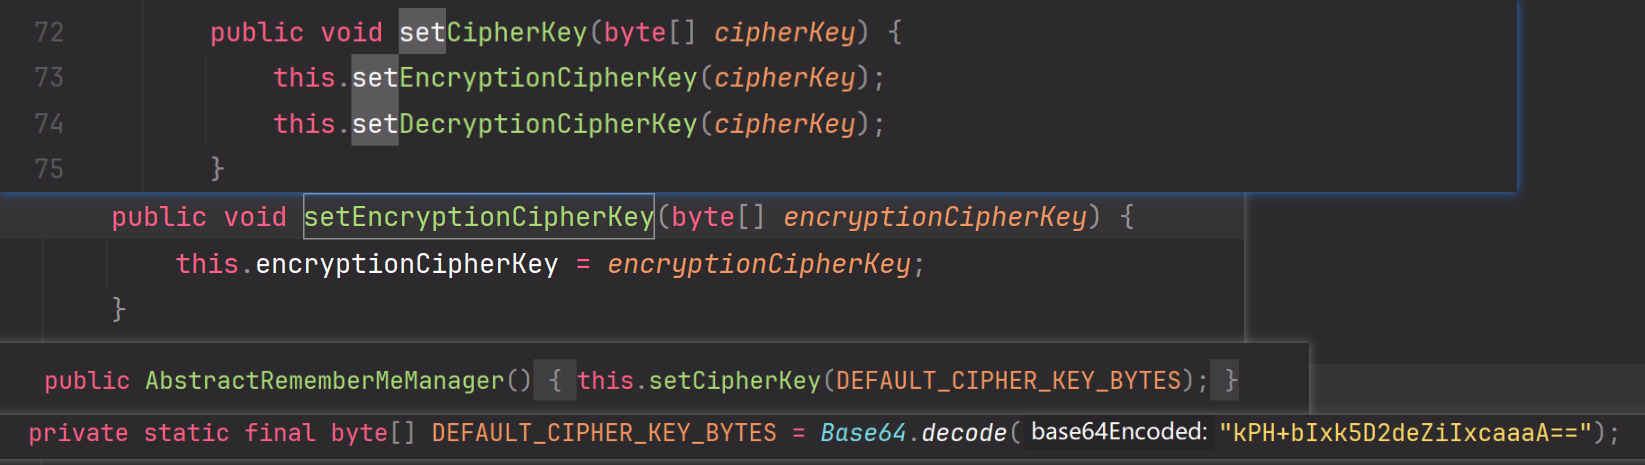 72 public void setCipherKey(byte[] cipherKey) {
73 this.setEncryptionCipherKey(cipherKey);
74 this.setDecryptionCipherKey(cipherKey);
75 }
public void setEncryptionCipherKey(byte[] encryptionCipherKey) {
this.encryptionCipherKey = encryptionCipherKey;
}
public AbstractRememberMeManager() { this.setCipherKey(DEFAULT_CIPHER_KEY_BYTES); }
private static final byte[] DEFAULT_CIPHER_KEY_BYTES = Base64.decode( base64Encoded: "kPH+bIxk5D2deZiIxcaaaA==");